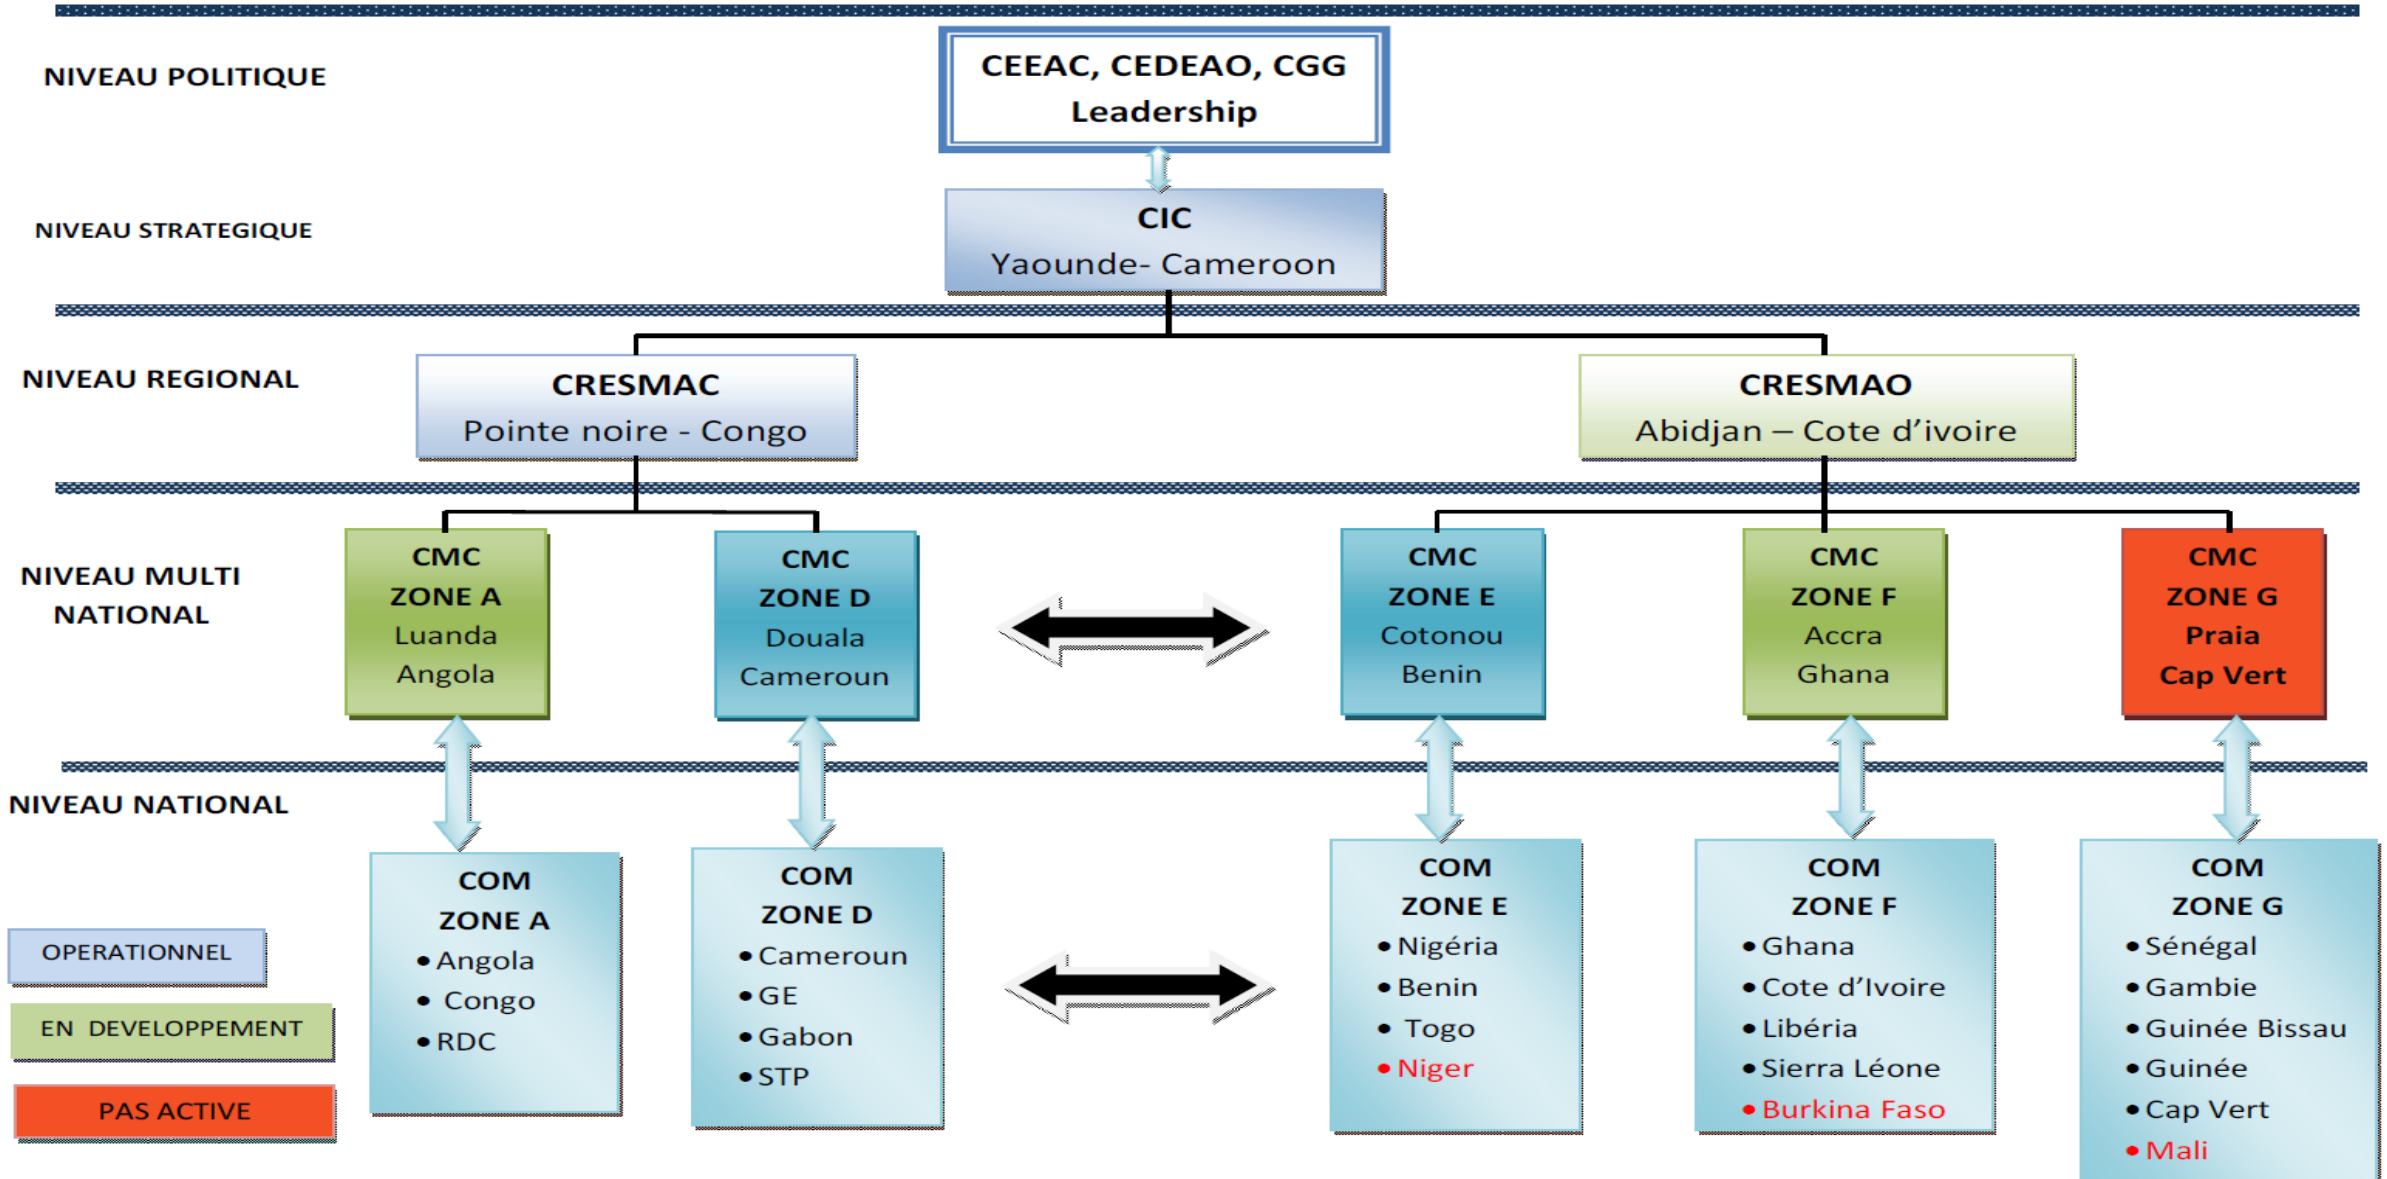 NIVEAU POLITIQUE
CEEAC, CEDEAO, CGG
Leadership
NIVEAU STRATEGIQUE
CIC
Yaounde- Cameroon
NIVEAU REGIONAL
CRESMAC
Pointe noire - Congo
CRESMAO
Abidjan – Cote d'ivoire
NIVEAU MULTI
NATIONAL
CMC
ZONE A
Luanda
Angola
CMC
ZONE D
Douala
Cameroun
CMC
ZONE E
Cotonou
Benin
CMC
ZONE F
Accra
Ghana
CMC
ZONE G
Praia
Cap Vert
NIVEAU NATIONAL
COM
ZONE A
• Angola
• Congo
• RDC
COM
ZONE D
• Cameroun
• GE
• Gabon
• STP
COM
ZONE E
• Nigéria
• Benin
• Togo
• Niger
COM
ZONE F
• Ghana
• Cote d'Ivoire
• Libéria
• Sierra Léone
• Burkina Faso
COM
ZONE G
• Sénégal
• Gambie
• Guinée Bissau
• Guinée
• Cap Vert
• Mali
OPERATIONNEL
EN DEVELOPPEMENT
PAS ACTIVE